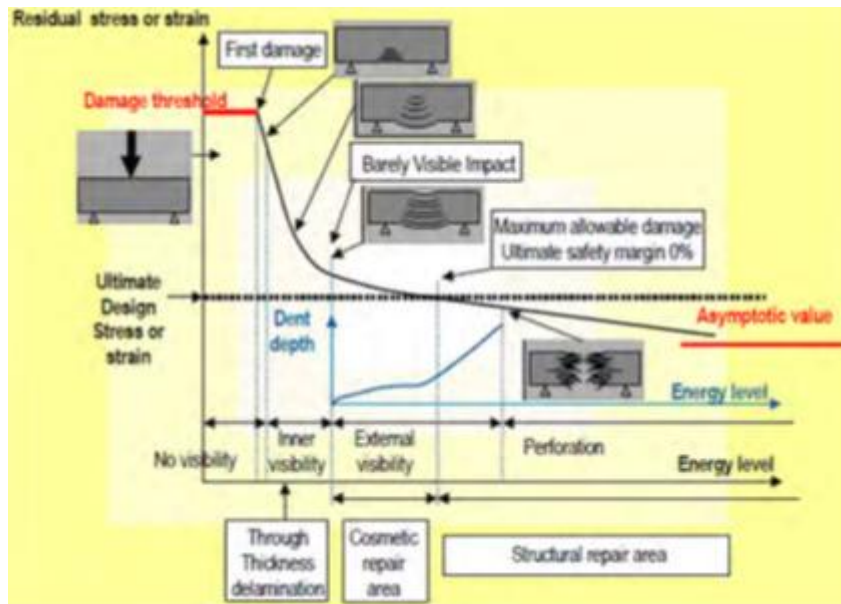 Residual stress or strain
First damage
Damage threshold
Barely Visible Impact
Maximum allowable damage
Ultimate safety margin 0%
Ultimate
Design
Stress or
strain
Dent
depth
Asymptotic value
Energy level
No visibility
Inner
visibility
External
visibility
Perforation
Energy level
Through
Thickness
delamination
Cosmetic
repair
area
Structural repair area